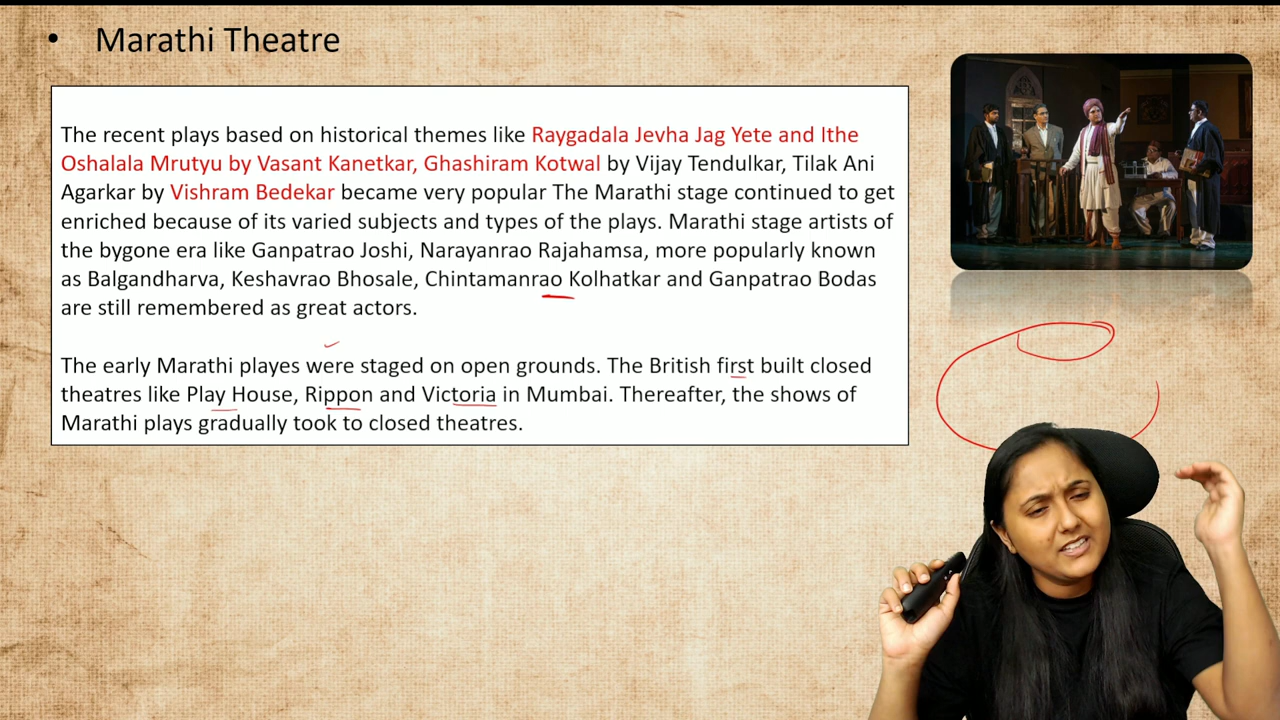 • Marathi Theatre
The recent plays based on historical themes like Raygadala Jevha Jag Yete and Ithe
Oshalala Mrutyu by Vasant Kanetkar, Ghashiram Kotwal by Vijay Tendulkar, Tilak Ani
Agarkar by Vishram Bedekar became very popular The Marathi stage continued to get
enriched because of its varied subjects and types of the plays. Marathi stage artists of
the bygone era like Ganpatrao Joshi, Narayanrao Rajahamsa, more popularly known
as Balgandharva, Keshavrao Bhosale, Chintamanrao Kolhatkar and Ganpatrao Bodas
are still remembered as great actors.
The early Marathi playes were staged on open grounds. The British first built closed
theatres like Play House, Rippon and Victoria in Mumbai. Thereafter, the shows of
Marathi plays gradually took to closed theatres.